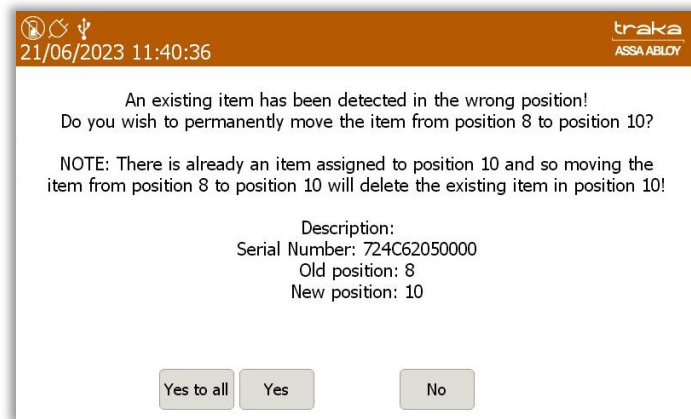 traka
21/06/2023 11:40:36
ASSA ABLOY
An existing item has been detected in the wrong position!
Do you wish to permanently move the item from position 8 to position 10?
NOTE: There is already an item assigned to position 10 and so moving the
item from position 8 to position 10 will delete the existing item in position 10!
Description:
Serial Number: 724C62050000
Old position: 8
New position: 10
Yes to all
Yes
No